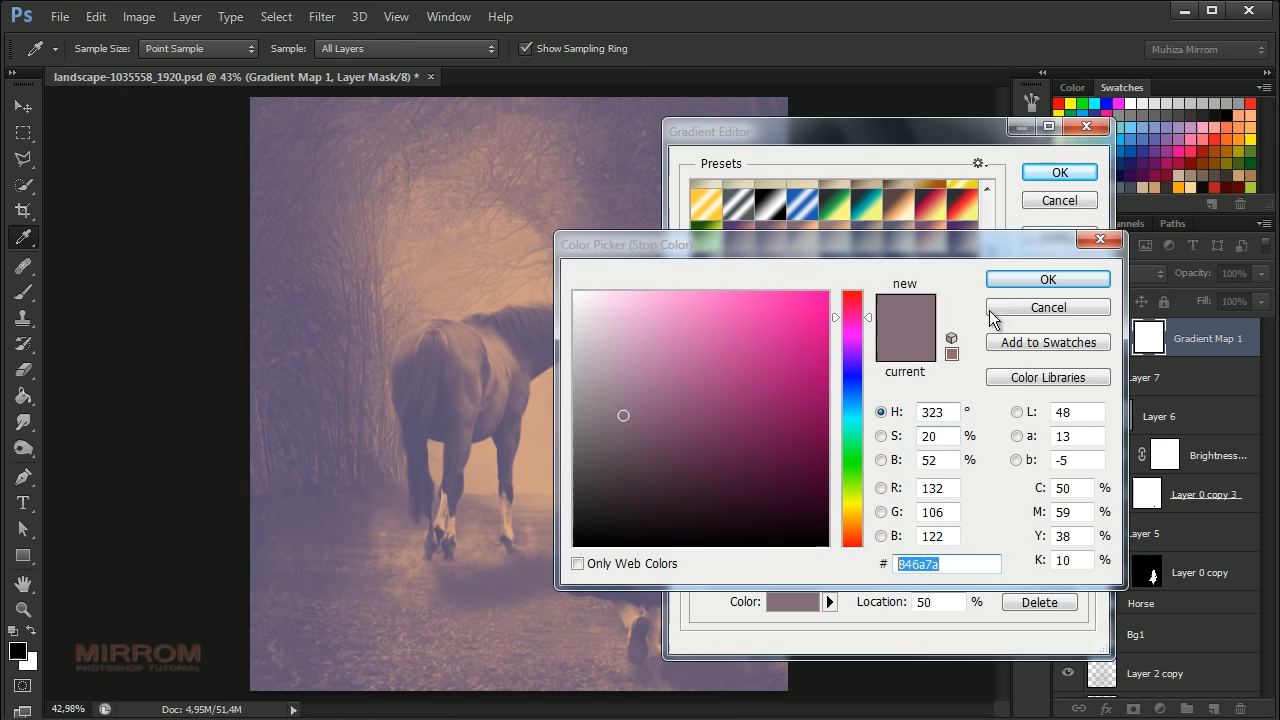 Ps File Edit Image Layer Type Select Filter 3D View Window Help
Sample Size: Point Sample Sample: All Layers Show Sampling Ring Muhiza Mirrom
landscape-1035558_1920.psd @ 43% (Gradient Map 1, Layer Mask/8) * ×
Color Swatches
Gradient Editor
Presets
OK
Cancel
Paths
Color Picker (Stop Color)
new
current
OK
Cancel
Add to Swatches
Color Libraries
H: 323 °
S: 20 %
B: 52 %
R: 132
G: 106
B: 122
L: 48
a: 13
b: -5
C: 50 %
M: 59 %
Y: 38 %
K: 10 %
# 846a7a
Only Web Colors
Color: Location: 50 % Delete
Opacity: 100%
Fill: 100%
Gradient Map 1
ayer 7
Layer 6
Brightness...
Layer 0 copy 3
ayer 5
Layer 0 copy
Horse
Bg1
Layer 2 copy
MIRROM
PHOTOSHOP TUTORIAL
42,98% Doc: 4,95M/51,4M